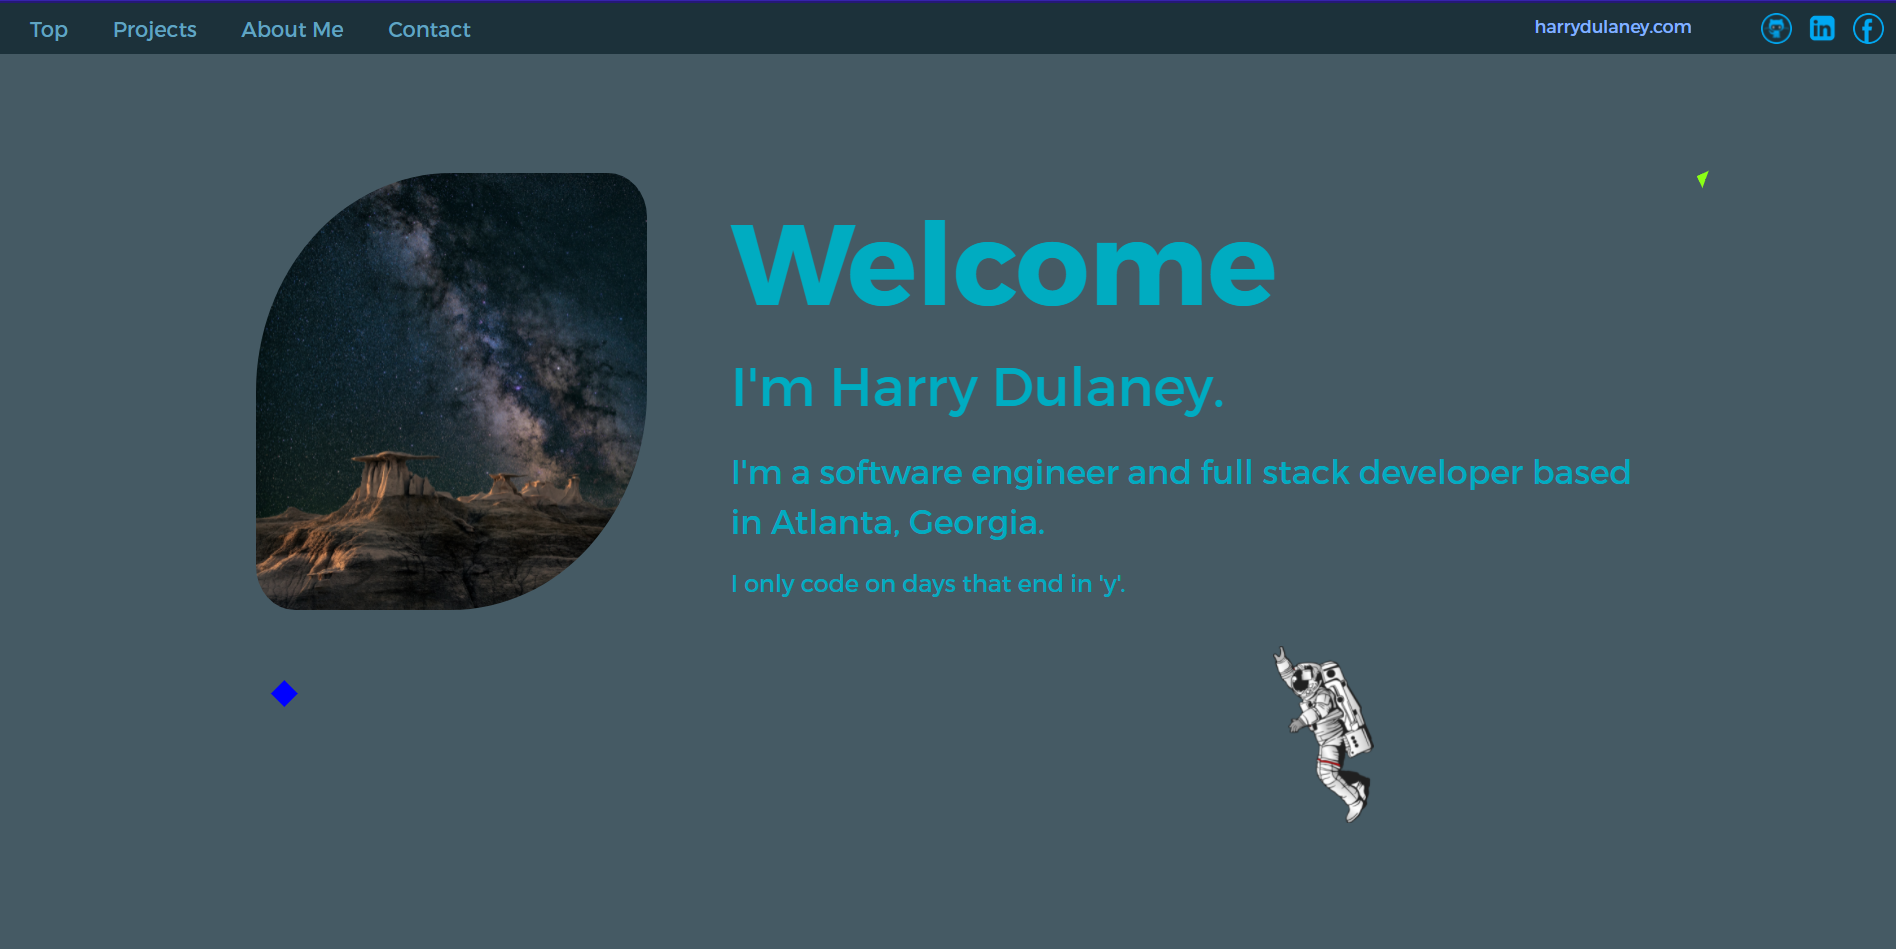 Top Projects About Me Contact harrydulaney.com in f
Welcome
I'm Harry Dulaney.
I'm a software engineer and full stack developer based
in Atlanta, Georgia.
I only code on days that end in 'y'.